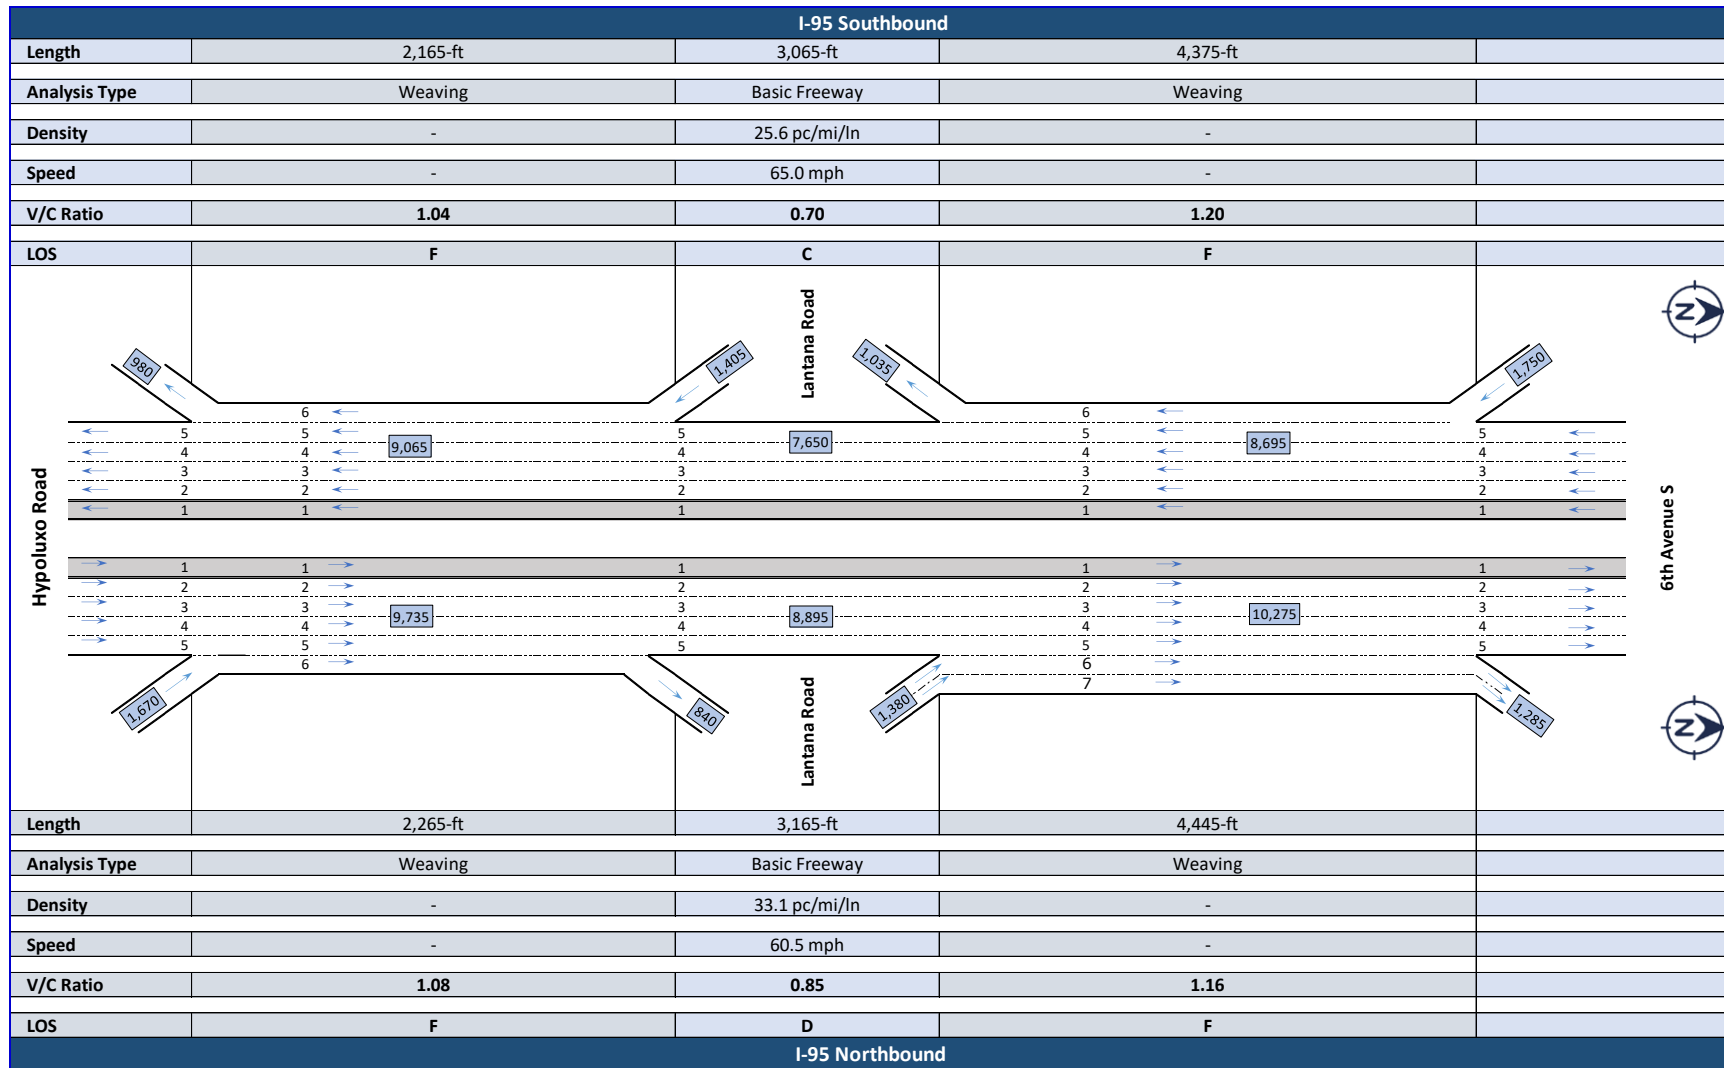 I-95 Southbound
Length 2,165-ft 3,065-ft 4,375-ft
Analysis Type Weaving Basic Freeway Weaving
Density - 25.6 pc/mi/ln -
Speed - 65.0 mph -
V/C Ratio 1.04 0.70 1.20
LOS F C F
Lantana Road
N
980 1,405 1,035 1,750
6 6
5 5 5 5 5
9,065 7,650 8,695
4 4 4 4 4
3 3 3 3 3
2 2 2 2 2
1 1 1 1 1
Hypoluxo Road
6th Avenue S
1 1 1 1 1
2 2 2 2 2
3 3 3 3 3
9,735 8,895 10,275
4 4 4 4 4
5 5 5 5 5
6 6
7
1,670 840 1,380 1,285
Lantana Road
N
Length 2,265-ft 3,165-ft 4,445-ft
Analysis Type Weaving Basic Freeway Weaving
Density - 33.1 pc/mi/ln -
Speed - 60.5 mph -
V/C Ratio 1.08 0.85 1.16
LOS F D F
I-95 Northbound